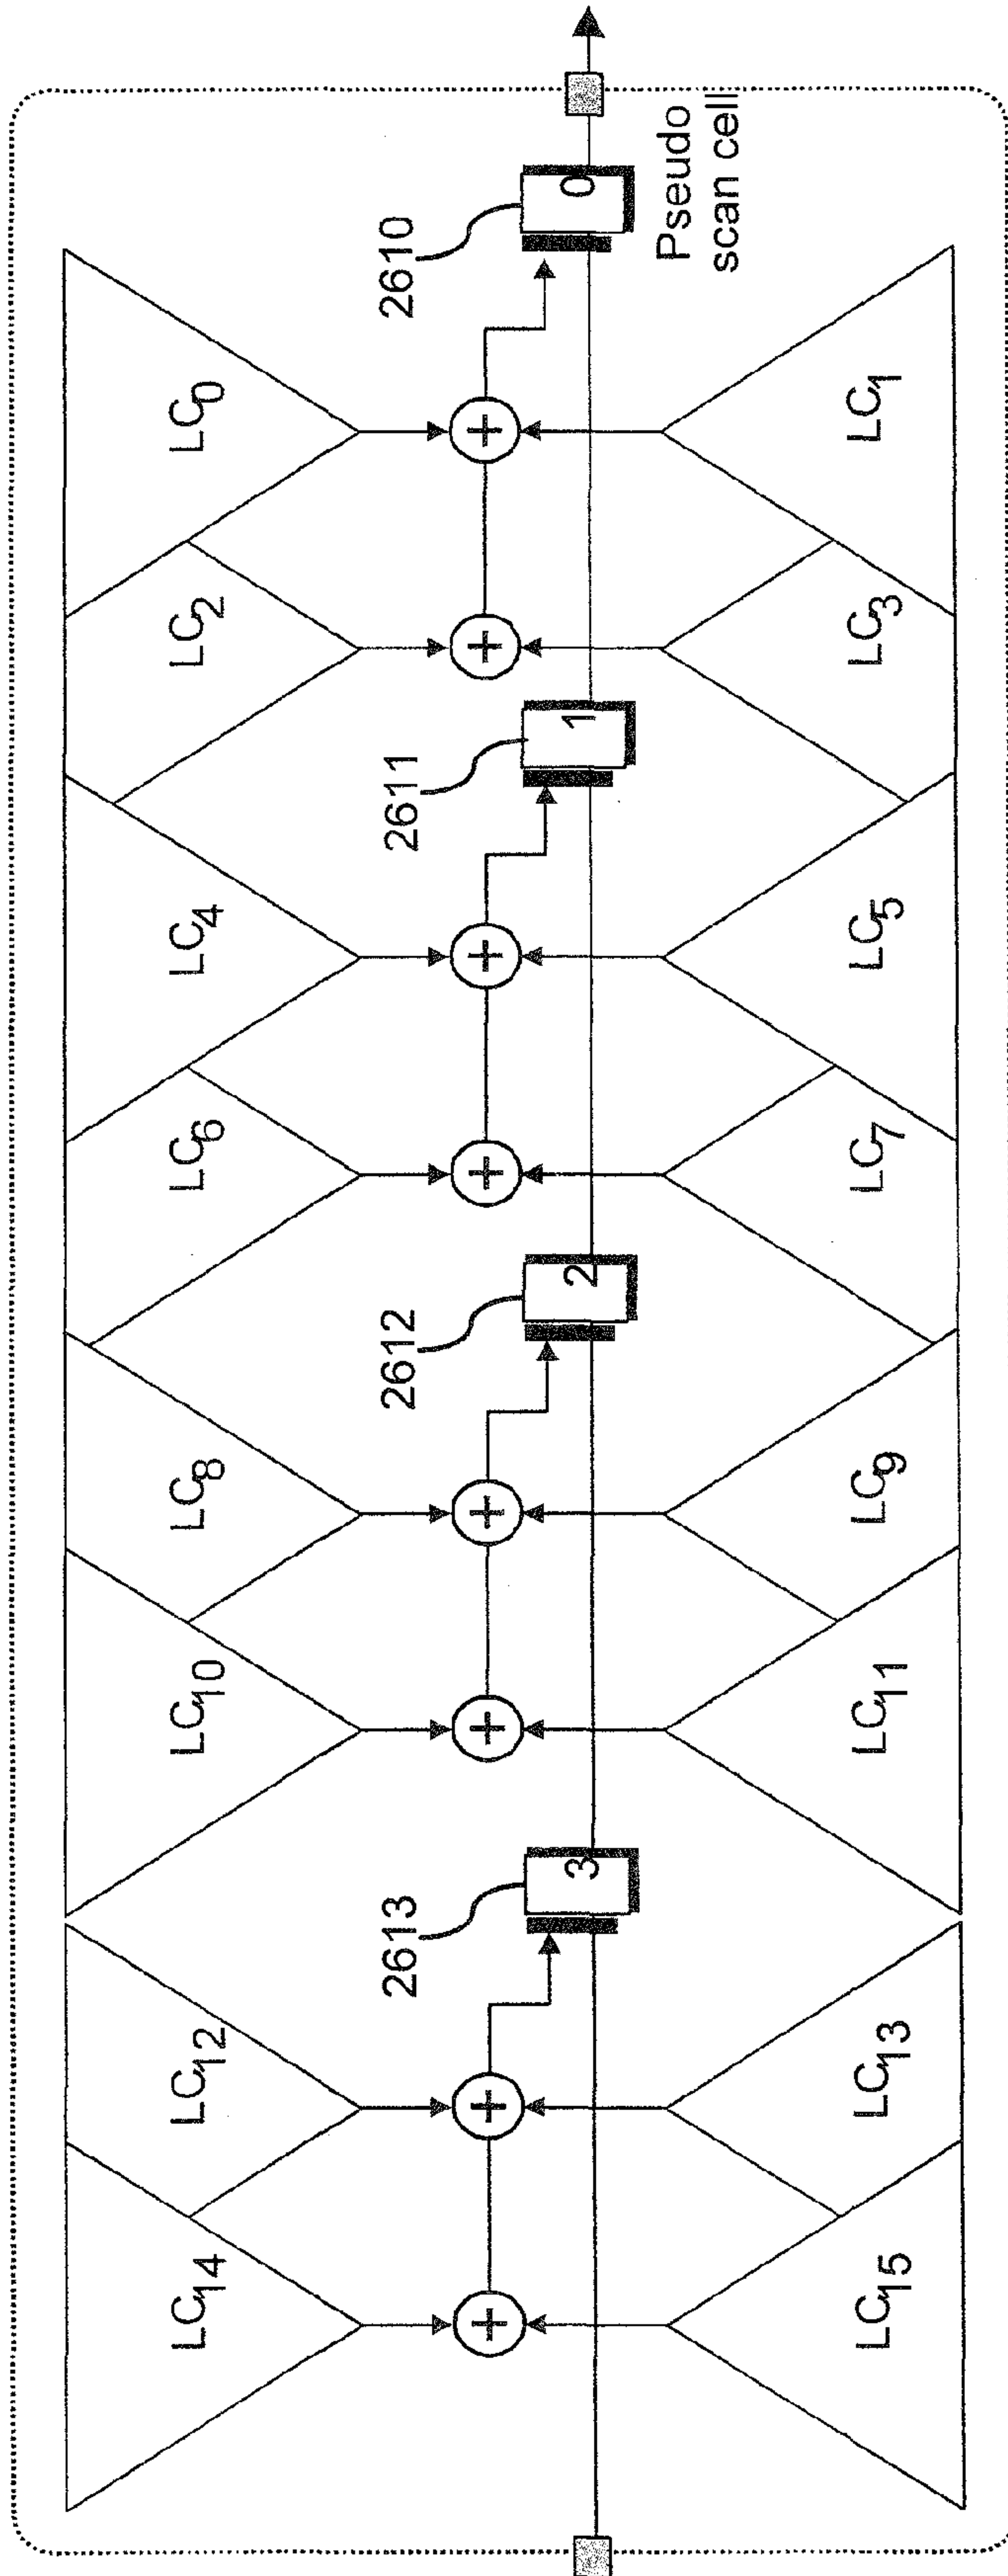 LC14
LC12
LC10
LC8
LC6
LC4
LC2
LC0
+
+
+
+
+
+
+
+
2613
2612
2611
2610
3
2
1
0
Pseudo
scan cell
LC15
LC13
LC11
LC9
LC7
LC5
LC3
LC1